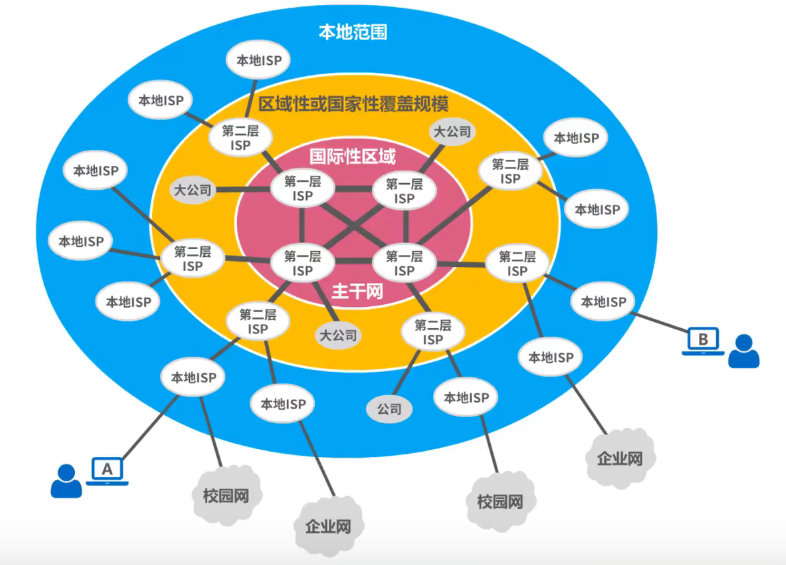 本地范围
本地ISP
本地ISP
区域性或国家性覆盖规模
第二层
ISP
大公司
本地ISP
国际性区域
第二层
ISP
本地ISP
大公司
第一层
ISP
第一层
ISP
本地ISP
本地ISP
第二层
ISP
第一层
ISP
第一层
ISP
第二层
ISP
本地ISP
主干网
本地ISP
第二层
ISP
大公司
第二层
ISP
B
本地ISP
本地ISP
本地ISP
公司
本地ISP
A
企业网
校园网
校园网
企业网